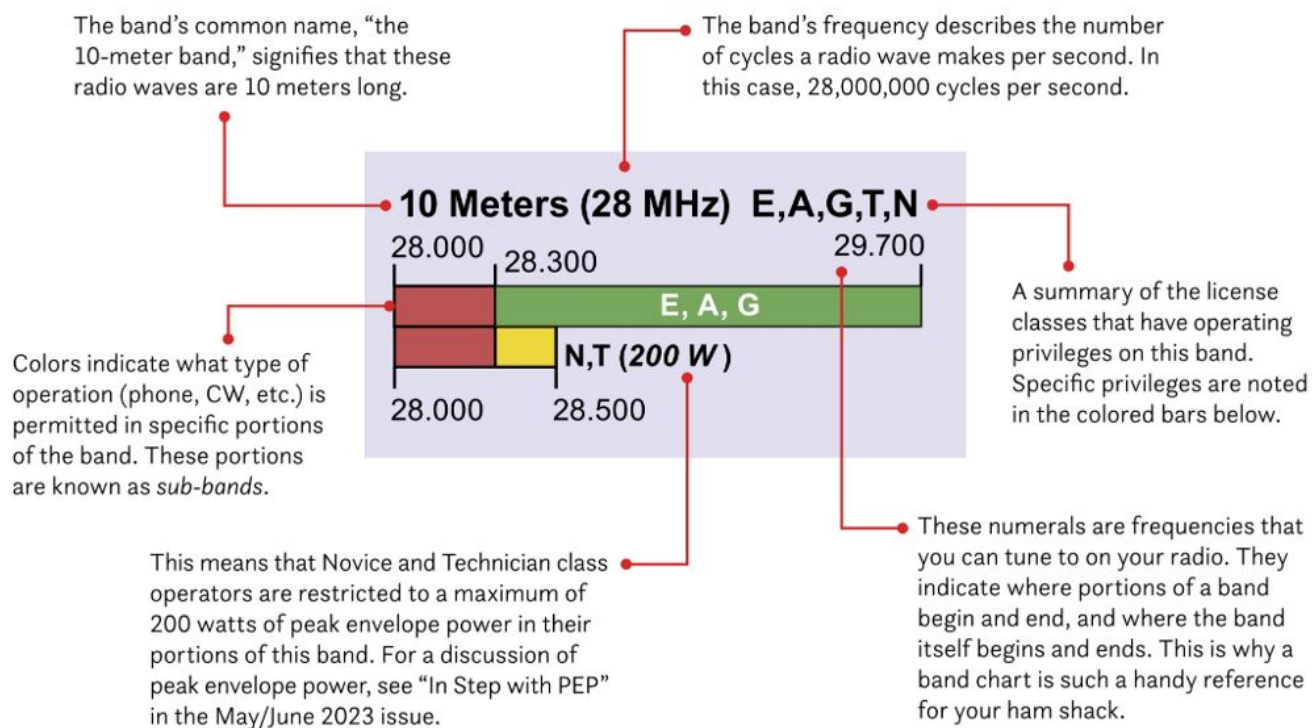 The band's common name, “the
10-meter band,” signifies that these
radio waves are 10 meters long.
The band's frequency describes the number
of cycles a radio wave makes per second. In
this case, 28,000,000 cycles per second.
10 Meters (28 MHz) E,A,G,T,N
28.000
28.300
29.700
E, A, G
N,T (200 W)
28.000
28.500
Colors indicate what type of
operation (phone, CW, etc.) is
permitted in specific portions
of the band. These portions
are known as sub-bands.
A summary of the license
classes that have operating
privileges on this band.
Specific privileges are noted
in the colored bars below.
This means that Novice and Technician class
operators are restricted to a maximum of
200 watts of peak envelope power in their
portions of this band. For a discussion of
peak envelope power, see “In Step with PEP”
in the May/June 2023 issue.
These numerals are frequencies that
you can tune to on your radio. They
indicate where portions of a band
begin and end, and where the band
itself begins and ends. This is why a
band chart is such a handy reference
for your ham shack.